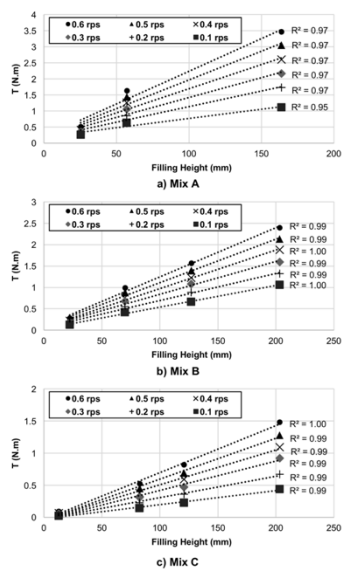 4
3.5
3
2.5
2
1.5
1
0.5
0
T (N.m)
0.6 rps 0.5 rps 0.4 rps
0.3 rps 0.2 rps 0.1 rps
R² = 0.97
R² = 0.97
R² = 0.97
R² = 0.97
R² = 0.97
R² = 0.95
0 50 100 150 200
Filling Height (mm)
a) Mix A
3
2.5
2
1.5
1
0.5
0
T (N.m)
0.6 rps 0.5 rps 0.4 rps
0.3 rps 0.2 rps 0.1 rps
R² = 0.99
R² = 0.99
R² = 1.00
R² = 0.99
R² = 0.99
R² = 1.00
0 50 100 150 200 250
Filling Height (mm)
b) Mix B
2
1.5
1
0.5
0
T (N.m)
0.6 rps 0.5 rps 0.4 rps
0.3 rps 0.2 rps 0.1 rps
R² = 1.00
R² = 0.99
R² = 0.99
R² = 0.99
R² = 0.99
R² = 0.99
0 50 100 150 200 250
Filling Height (mm)
c) Mix C